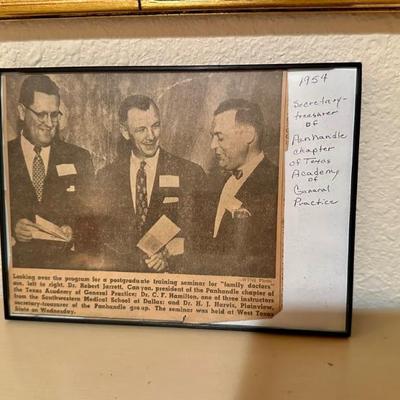 1954
Secretary-
treasurer
of
Panhandle
chapter
of Texas
Academy
of
General
Practice
Looking over the program for a postgraduate training seminar for "family doctors"
are, left to right, Dr. Robert Jarrett, Canyon, president of the Panhandle chapter of
the Texas Academy of General Practice; Dr. C. F. Hamilton, one of three instructors
from the Southwestern Medical School at Dallas; and Dr. H. J. Harvis, Plainview,
secretary-treasurer of the Panhandle group. The seminar was held at West Texas
State on Wednesday.